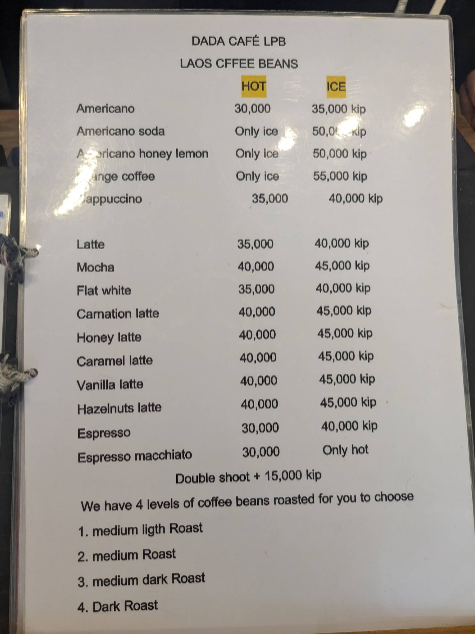 DADA CAFÉ LPB
LAOS CFFEE BEANS
HOT ICE
Americano 30,000 35,000 kip
Americano soda Only ice kip
honey lemon Only ice 50,000 kip
coffee Only ice 55,000 kip
35,000 40,000 kip
Latte 35,000 40,000 kip
Mocha 40,000 45,000 kip
Flat white 35,000 40,000 kip
Carnation latte 40,000 45,000 kip
Honey latte 40,000 45,000 kip
Caramel latte 40,000 45,000 kip
Vanilla latte 40,000 45,000 kip
Hazelnuts latte 40,000 45,000 kip
Espresso 30,000 40,000 kip
Espresso macchiato 30,000 Only hot
Double shoot + 15,000 kip
We have 4 levels of coffee beans roasted for you to choose
1. medium ligth Roast
2. medium Roast
3. medium dark Roast
4. Dark Roast